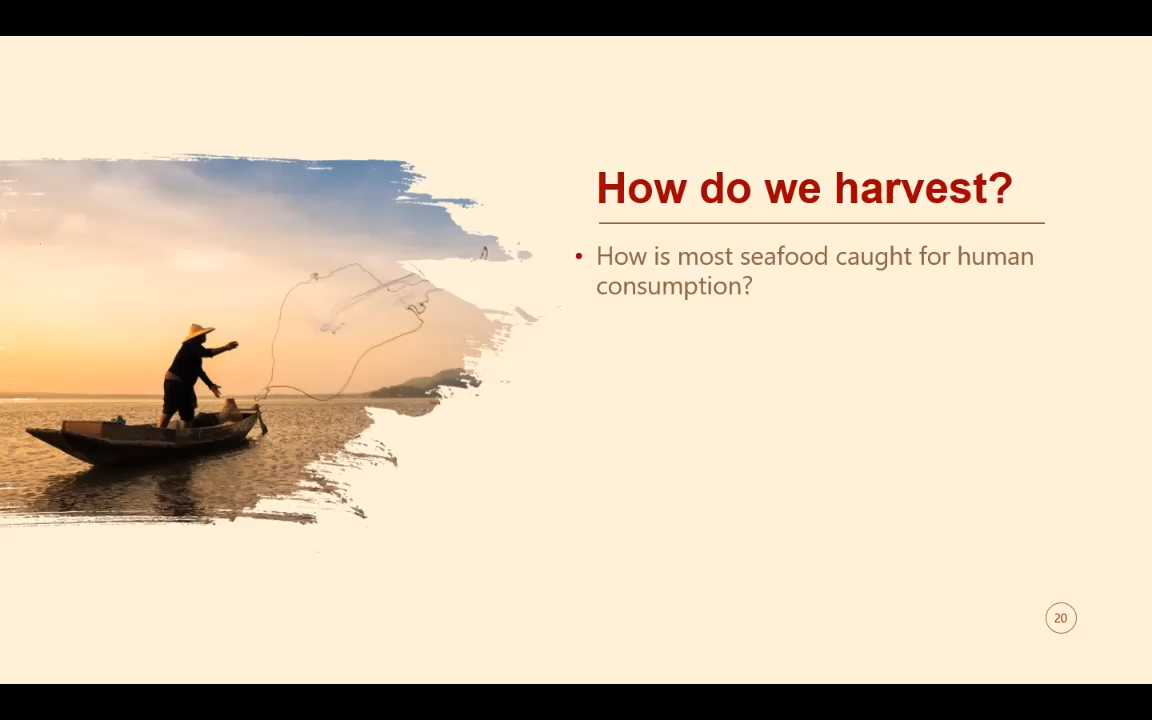 How do we harvest?
• How is most seafood caught for human
consumption?
20